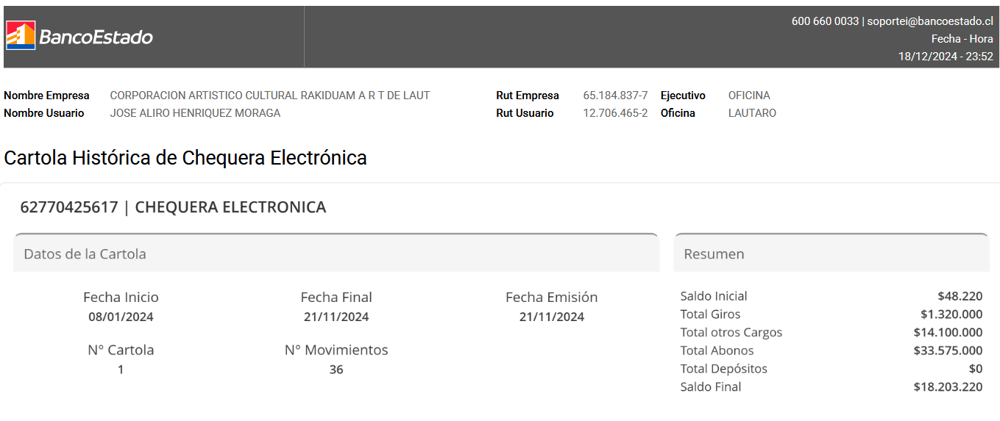 BancoEstado
600 660 0033 | soportei@bancoestado.cl
Fecha - Hora
18/12/2024 - 23:52
Nombre Empresa CORPORACION ARTISTICO CULTURAL RAKIDUAM A R T DE LAUT Rut Empresa 65.184.837-7 Ejecutivo OFICINA
Nombre Usuario JOSE ALIRO HENRIQUEZ MORAGA Rut Usuario 12.706.465-2 Oficina LAUTARO
Cartola Histórica de Chequera Electrónica
62770425617 | CHEQUERA ELECTRONICA
Datos de la Cartola
Fecha Inicio Fecha Final Fecha Emisión
08/01/2024 21/11/2024 21/11/2024
N° Cartola N° Movimientos
1 36
Resumen
Saldo Inicial $48.220
Total Giros $1.320.000
Total otros Cargos $14.100.000
Total Abonos $33.575.000
Total Depósitos $0
Saldo Final $18.203.220